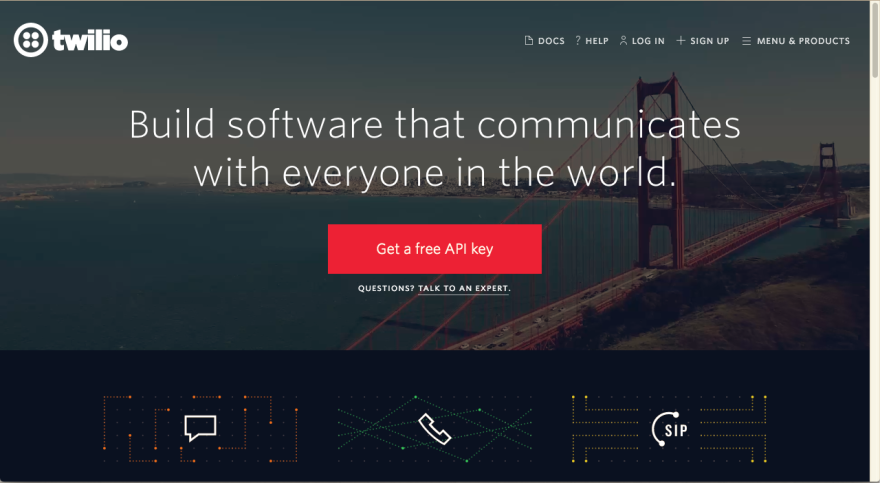 twilio
DOCS ? HELP LOG IN SIGN UP MENU & PRODUCTS
Build software that communicates
with everyone in the world.
Get a free API key
QUESTIONS? TALK TO AN EXPERT.
SIP